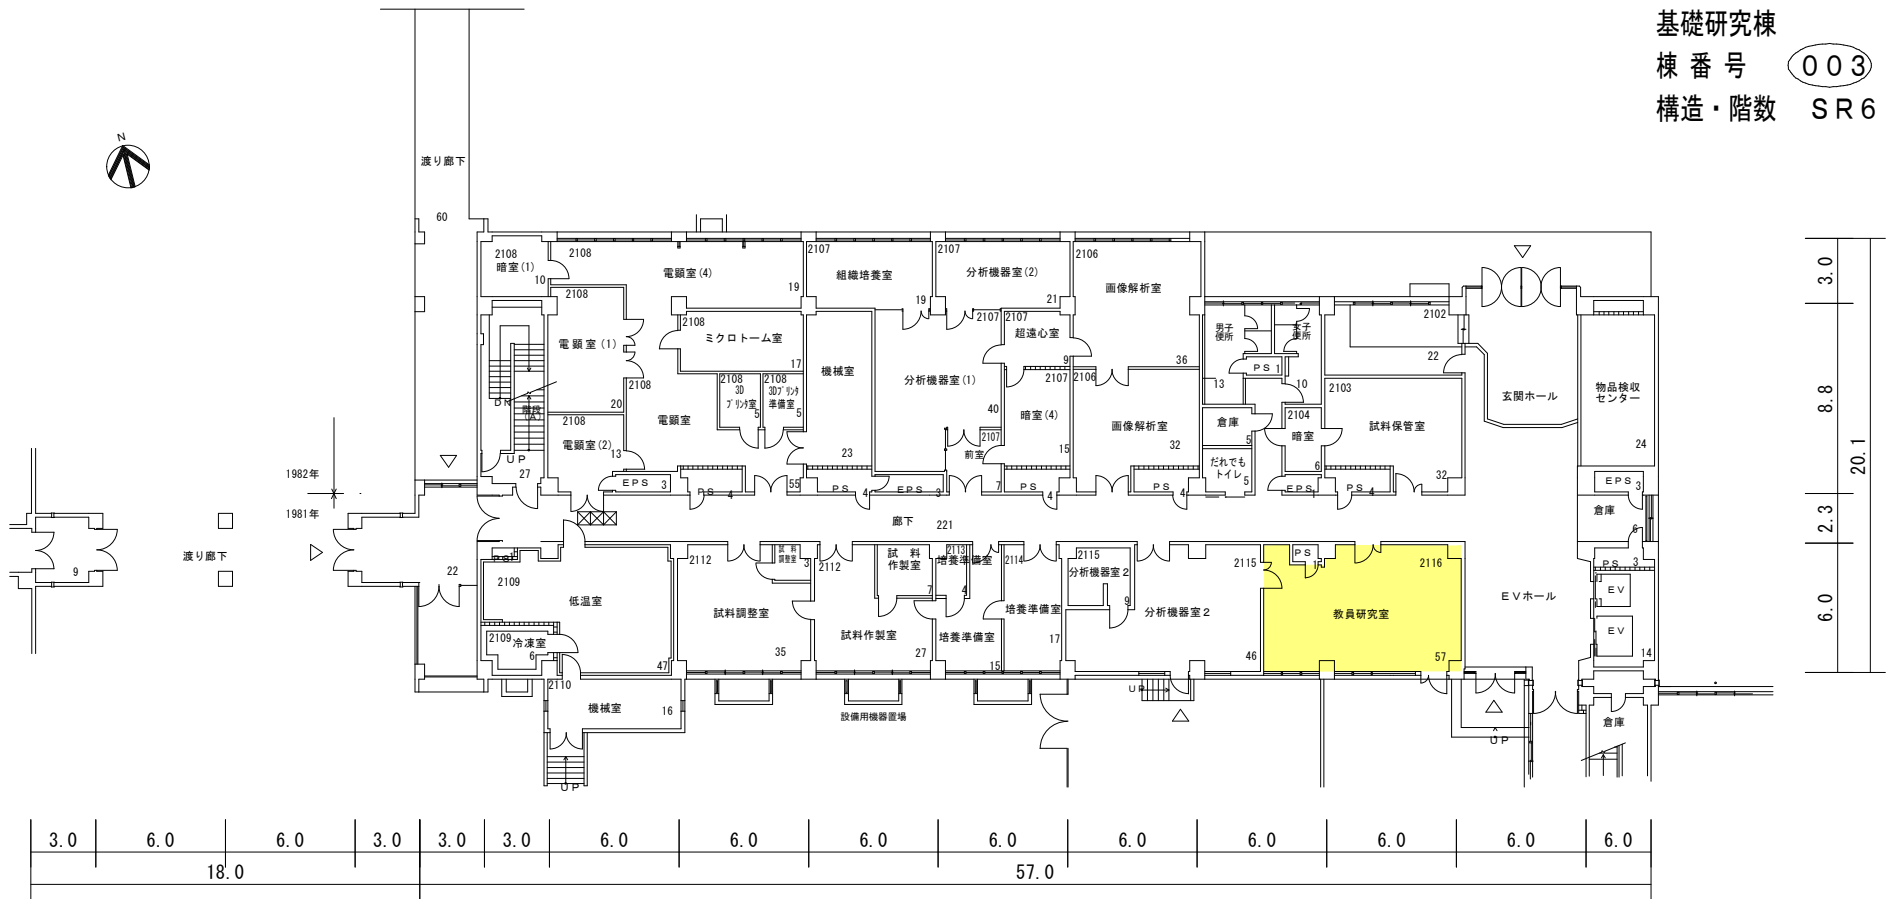 基礎研究棟
棟番号 003
構造・階数 SR6
N
渡り廊下
60
2108
暗室(1)
10
2108
電顕室(4)
19
2107
組織培養室
19
2107
分析機器室(2)
21
2106
画像解析室
36
2108
電顕室(1)
20
2108
ミクロトーム室
17
機械室
23
2107
分析機器室(1)
40
2107
超遠心室
9
男子
便所
13
女子
便所
10
PS 1
2102
22
玄関ホール
物品検収
センター
24
DN
階段
(A)
UP
27
2108
電顕室(2)
13
2108
電顕室
55
2108
3D
プリンタ室
5
2108
3Dプリンタ
準備室
5
2107
暗室(4)
15
2107
前室
7
2106
画像解析室
32
倉庫
5
だれでも
トイレ
5
2104
暗室
6
2103
試料保管室
32
EPS 3
PS 4
PS 4
EPS 3
PS 4
PS 4
EPS 1
PS 4
EPS 3
倉庫
6
1982年
1981年
廊下 221
9
渡り廊下
22
PS 1
2109
低温室
47
2109
冷凍室
6
2110
機械室
16
UP
2112
試料調整室
35
試料
調整室
3
2112
試料作製室
27
試料
作製室
7
2113
培養準備室
4
培養準備室
15
2114
培養準備室
17
2115
分析機器室2
9
2115
分析機器室2
46
PS
1
2116
教員研究室
57
EVホール
PS 3
EV
EV
14
設備用機器置場
UP
UP
倉庫
3.0
8.8
2.3
6.0
20.1
3.0 6.0 6.0 3.0 3.0 3.0 6.0 6.0 6.0 6.0 6.0 6.0 6.0 6.0 6.0
18.0 57.0